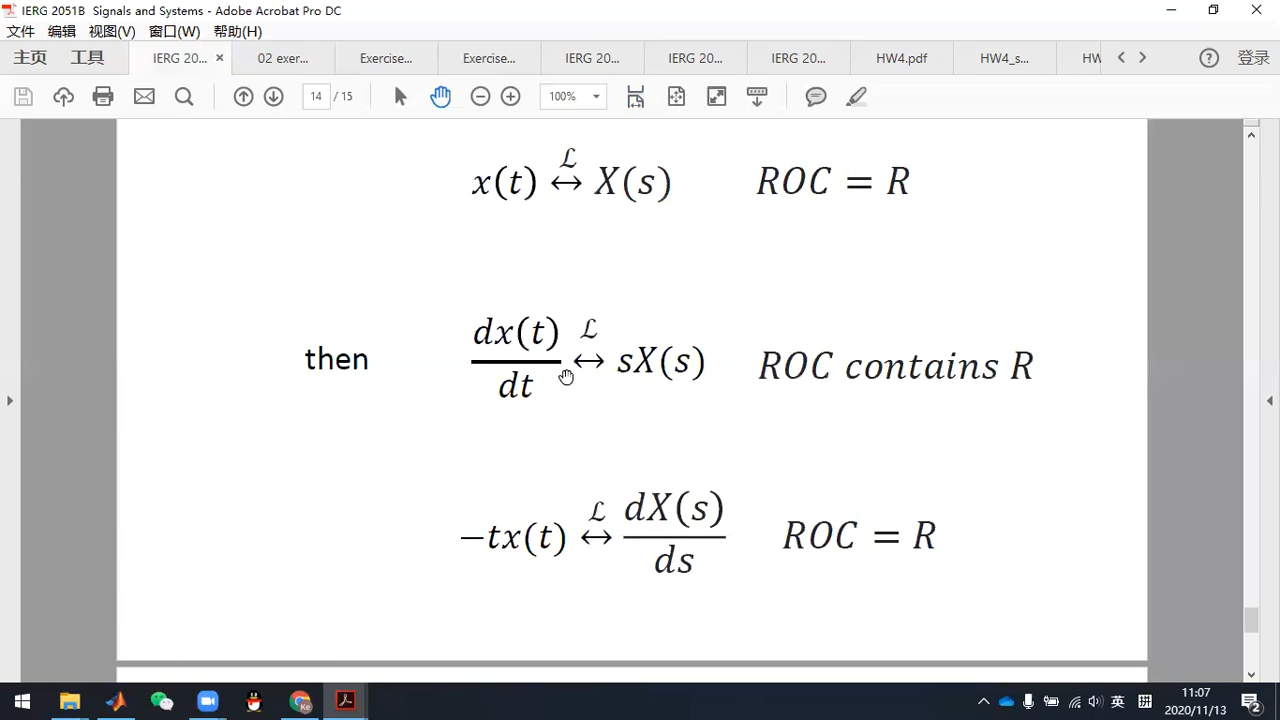 IERG 2051B Signals and Systems - Adobe Acrobat Pro DC
文件 编辑 视图(V) 窗口(W) 帮助(H)
主页 工具 IERG 20... × 02 exer... Exercise... Exercise... IERG 20... IERG 20... IERG 20... HW4.pdf HW4_s... HW 登录
14 / 15 100%
x(t) ℒ↔ X(s) ROC = R
then dx(t)/dt ℒ↔ sX(s) ROC contains R
−tx(t) ℒ↔ dX(s)/ds ROC = R
英 拼 11:07
2020/11/13 2